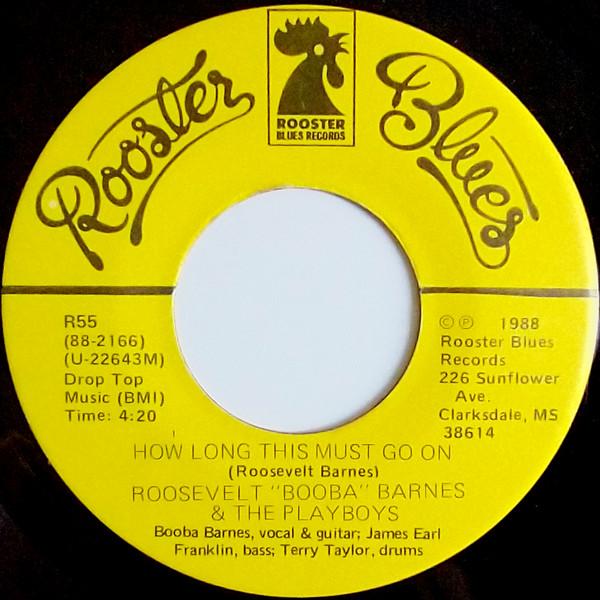 Rooster Blues
ROOSTER
BLUES RECORDS
R55
(88-2166)
(U-22643M)
Drop Top
Music (BMI)
Time: 4:20
© ℗ 1988
Rooster Blues
Records
226 Sunflower
Ave.
Clarksdale, MS
38614
HOW LONG THIS MUST GO ON
(Roosevelt Barnes)
ROOSEVELT "BOOBA" BARNES
& THE PLAYBOYS
Booba Barnes, vocal & guitar; James Earl
Franklin, bass; Terry Taylor, drums